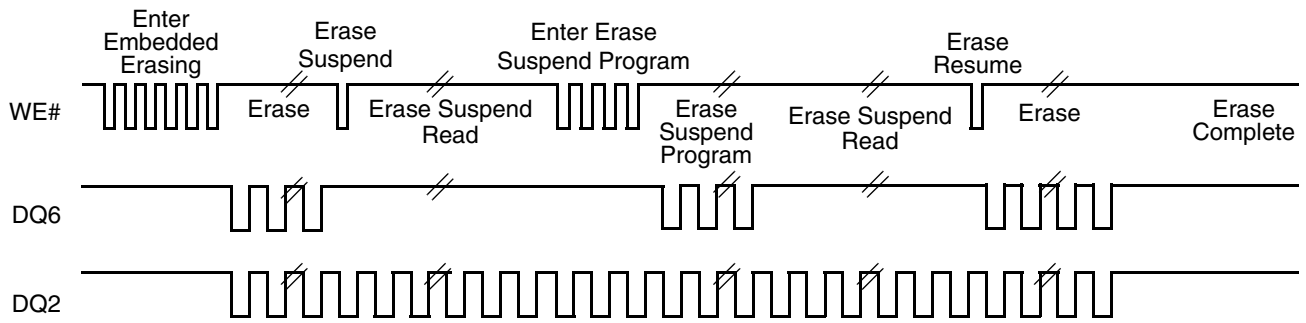 Enter
Embedded
Erasing
Erase
Suspend
Enter Erase
Suspend Program
Erase
Resume
WE#
Erase
Erase Suspend
Read
Erase
Suspend
Program
Erase Suspend
Read
Erase
Erase
Complete
DQ6
DQ2